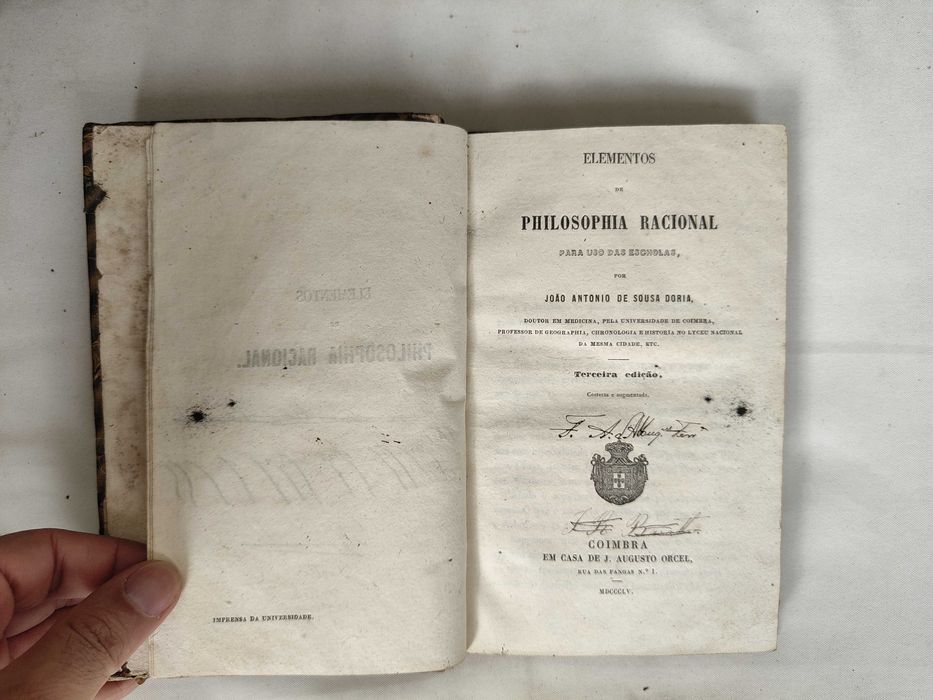 IMPRENSA DA UNIVERSIDADE.
ELEMENTOS
DE
PHILOSOPHIA RACIONAL
PARA USO DAS ESCHOLAS,
POR
JOÃO ANTONIO DE SOUSA DORIA,
DOUTOR EM MEDICINA, PELA UNIVERSIDADE DE COIMBRA,
PROFESSOR DE GEOGRAPHIA, CHRONOLOGIA E HISTORIA NO LYCEU NACIONAL
DA MESMA CIDADE, ETC.
Terceira edição,
Correcta e augmentada.
F. A.
COIMBRA
EM CASA DE J. AUGUSTO ORCEL,
RUA DAS FANGAS N.º 1.
MDCCCLV.